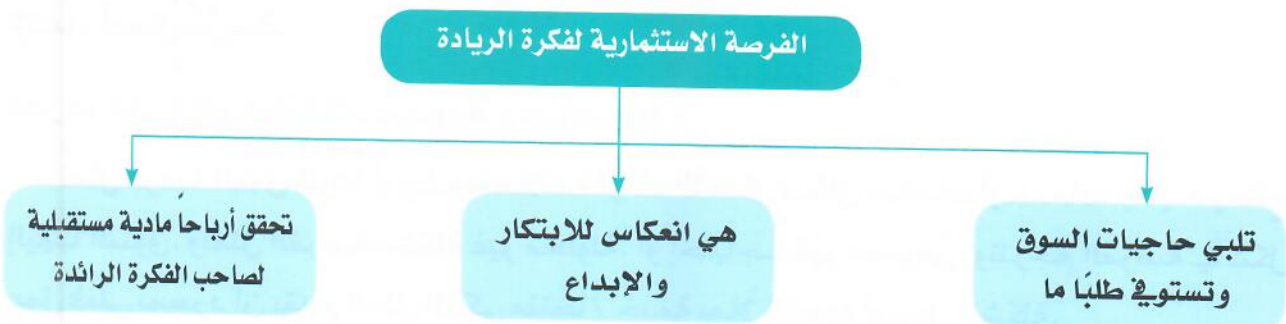 الفرصة الاستثمارية لفكرة الريادة
تلبي حاجيات السوق
وتستوفي طلبًا ما
هي انعكاس للابتكار
والإبداع
تحقق أرباحاً مادية مستقبلية
لصاحب الفكرة الرائدة